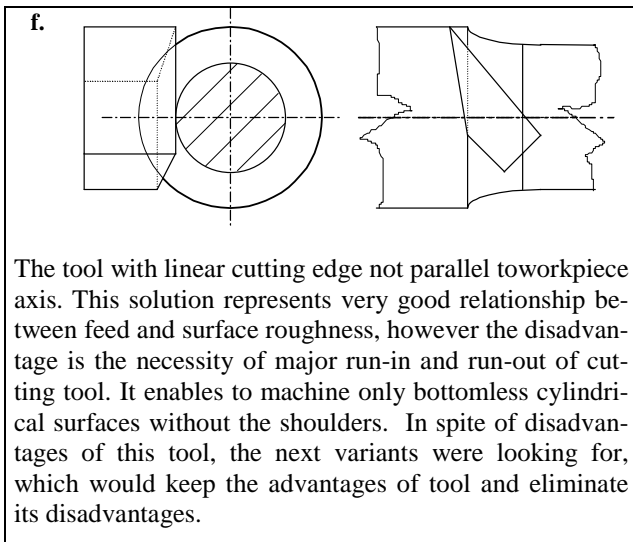 f.
The tool with linear cutting edge not parallel toworkpiece
axis. This solution represents very good relationship be-
tween feed and surface roughness, however the disadvan-
tage is the necessity of major run-in and run-out of cut-
ting tool. It enables to machine only bottomless cylindri-
cal surfaces without the shoulders. In spite of disadvan-
tages of this tool, the next variants were looking for,
which would keep the advantages of tool and eliminate
its disadvantages.